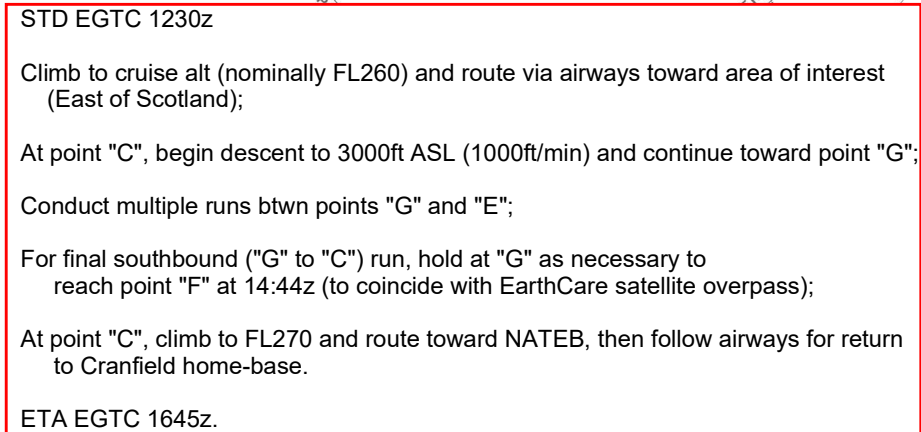 STD EGTC 1230z
Climb to cruise alt (nominally FL260) and route via airways toward area of interest
(East of Scotland);
At point "C", begin descent to 3000ft ASL (1000ft/min) and continue toward point "G";
Conduct multiple runs btwn points "G" and "E";
For final southbound ("G" to "C") run, hold at "G" as necessary to
reach point "F" at 14:44z (to coincide with EarthCare satellite overpass);
At point "C", climb to FL270 and route toward NATEB, then follow airways for return
to Cranfield home-base.
ETA EGTC 1645z.